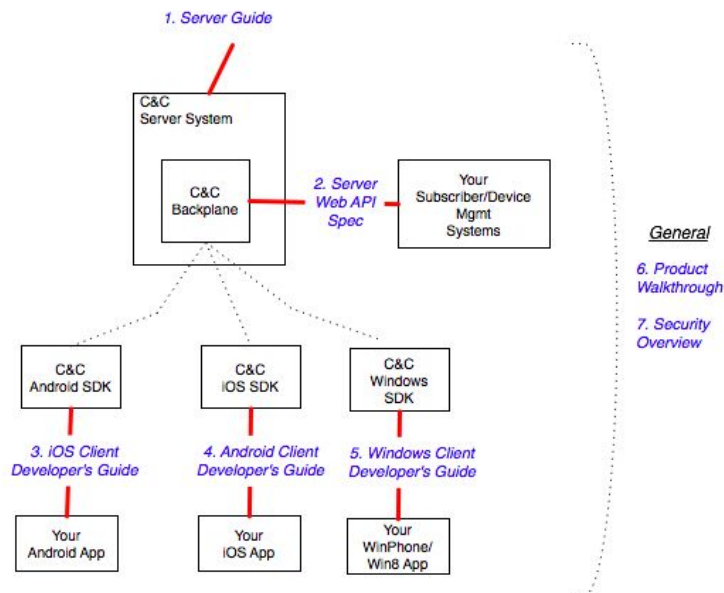 1. Server Guide
C&C
Server System
C&C
Backplane
2. Server
Web API
Spec
Your
Subscriber/Device
Mgmt
Systems
General
6. Product
Walkthrough
7. Security
Overview
C&C
Android SDK
C&C
iOS SDK
C&C
Windows
SDK
3. iOS Client
Developer's Guide
4. Android Client
Developer's Guide
5. Windows Client
Developer's Guide
Your
Android App
Your
iOS App
Your
WinPhone/
Win8 App